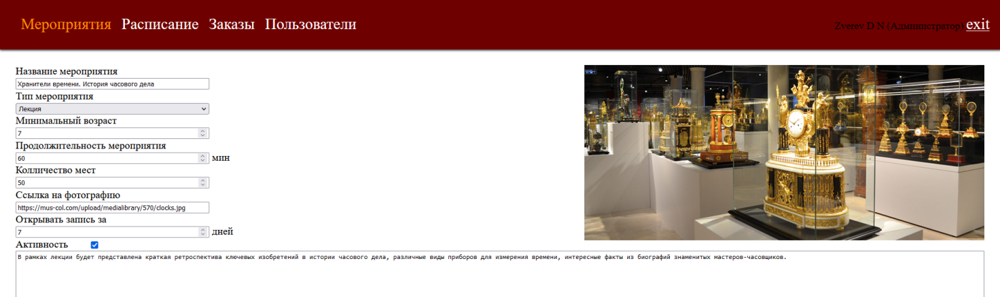 Мероприятия Расписание Заказы Пользователи Zverev D.N (Администратор) exit
Название мероприятия
Хранители времени. История часового дела
Тип мероприятия
Лекция
Минимальный возраст
7
Продолжительность мероприятия
60 мин
Колличество мест
50
Ссылка на фотографию
https://mus-col.com/upload/medialibrary/570/clocks.jpg
Открывать запись за
7 дней
Активность
В рамках лекции будет представлена краткая ретроспектива ключевых изобретений в истории часового дела, различные виды приборов для измерения времени, интересные факты из биографий знаменитых мастеров-часовщиков.